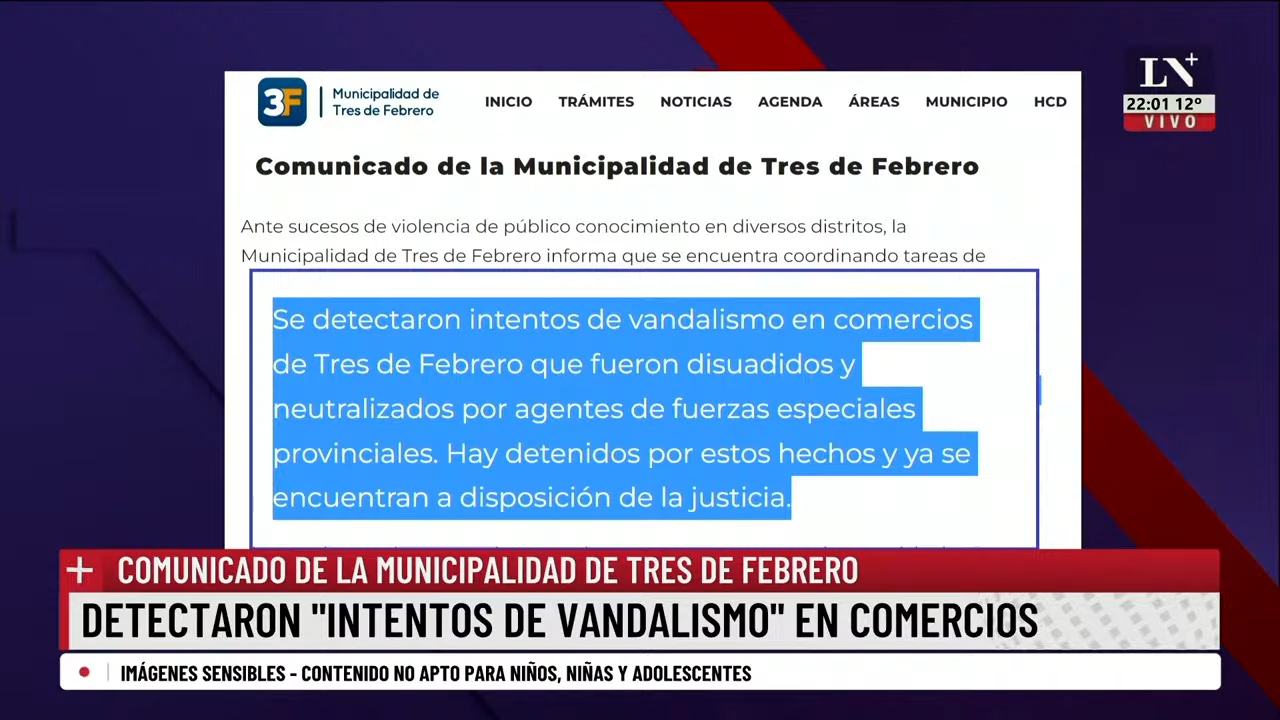 3F
Municipalidad de
Tres de Febrero
INICIO TRÁMITES NOTICIAS AGENDA ÁREAS MUNICIPIO HCD
LN+
22:01 12º
VIVO
Comunicado de la Municipalidad de Tres de Febrero
Ante sucesos de violencia de público conocimiento en diversos distritos, la
Municipalidad de Tres de Febrero informa que se encuentra coordinando tareas de
Se detectaron intentos de vandalismo en comercios
de Tres de Febrero que fueron disuadidos y
neutralizados por agentes de fuerzas especiales
provinciales. Hay detenidos por estos hechos y ya se
encuentran a disposición de la justicia.
+ COMUNICADO DE LA MUNICIPALIDAD DE TRES DE FEBRERO
DETECTARON "INTENTOS DE VANDALISMO" EN COMERCIOS
IMÁGENES SENSIBLES - CONTENIDO NO APTO PARA NIÑOS, NIÑAS Y ADOLESCENTES